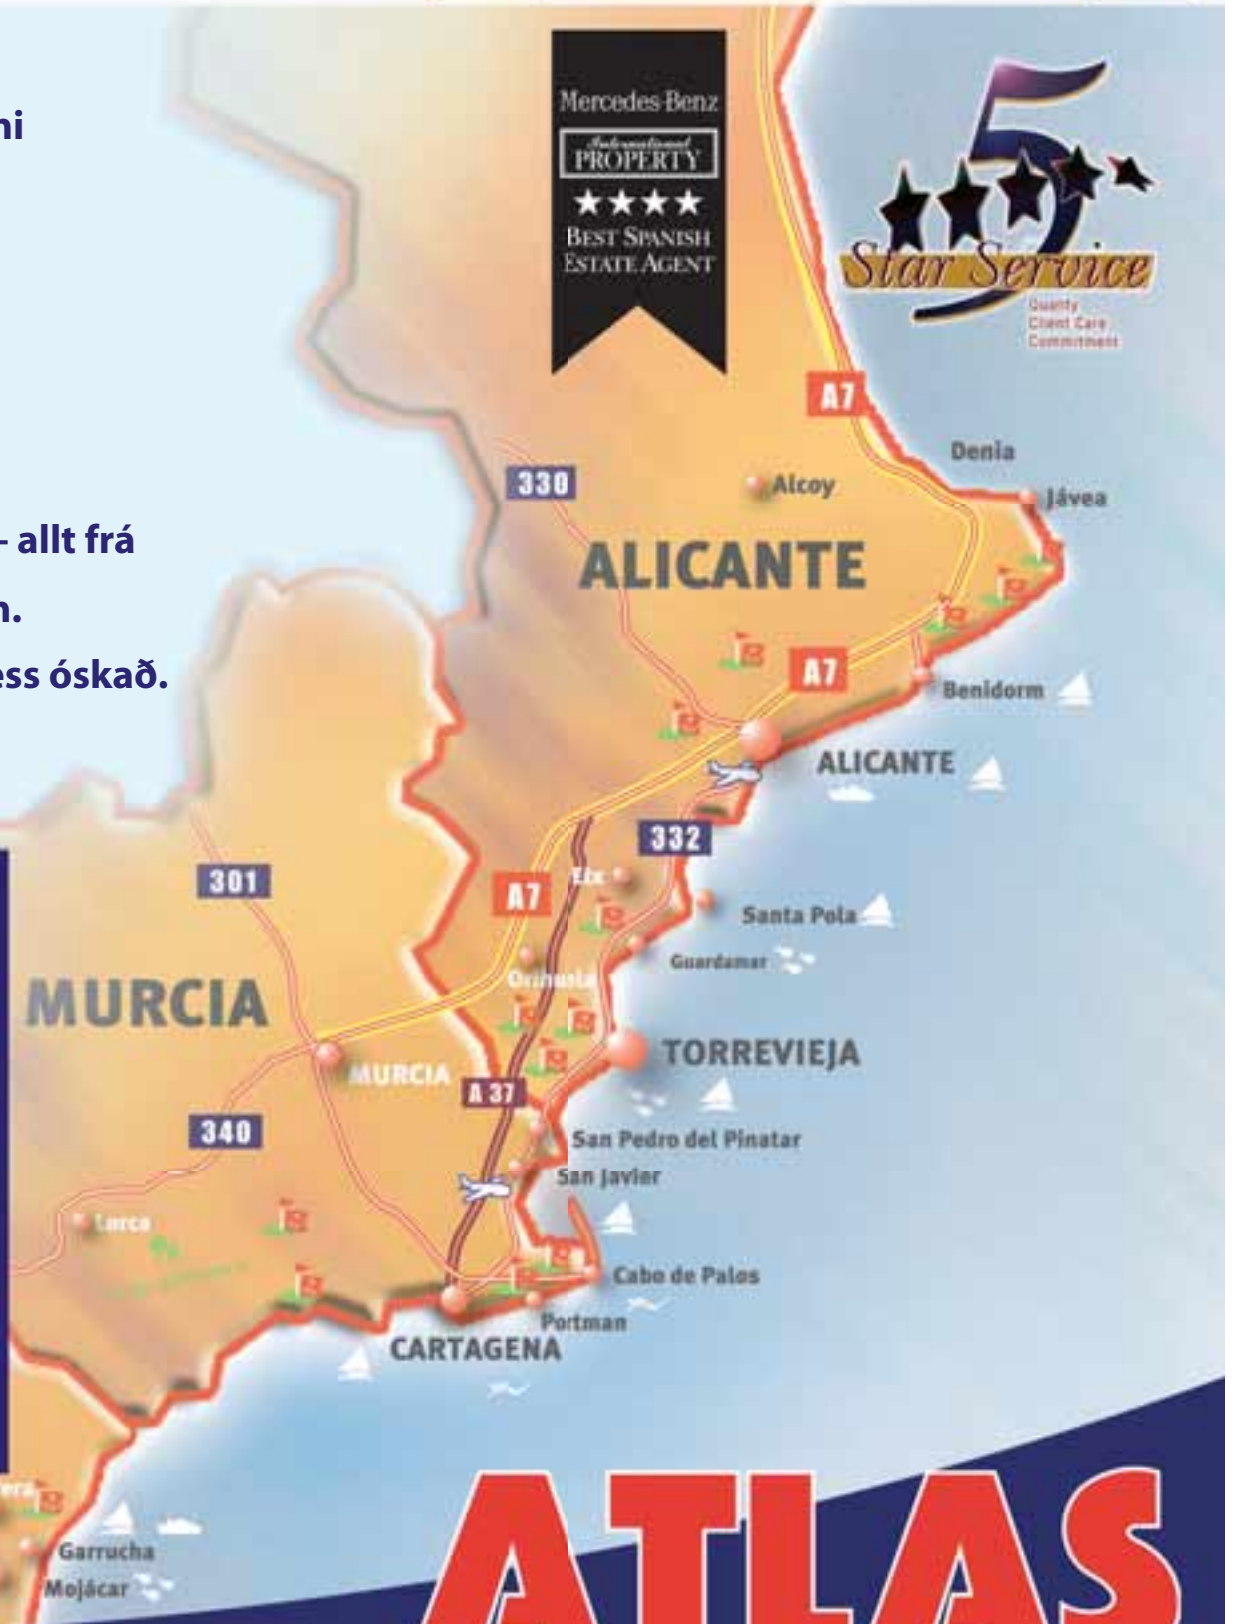 Mercedes-Benz
International
PROPERTY
BEST SPANISH
ESTATE AGENT
5
Star Service
Quality
Client Care
Commitment
- allt frá
óskað.
A7
Denia
330
Alcoy
Jávea
ALICANTE
A7
Benidorm
ALICANTE
332
301
A7
Elx
Santa Pola
Guardamar
Orihuela
MURCIA
TORREVIEJA
MURCIA
A 37
340
San Pedro del Pinatar
San Javier
Lorca
Cabo de Palos
Portman
CARTAGENA
Garrucha
Mojácar
ATLAS